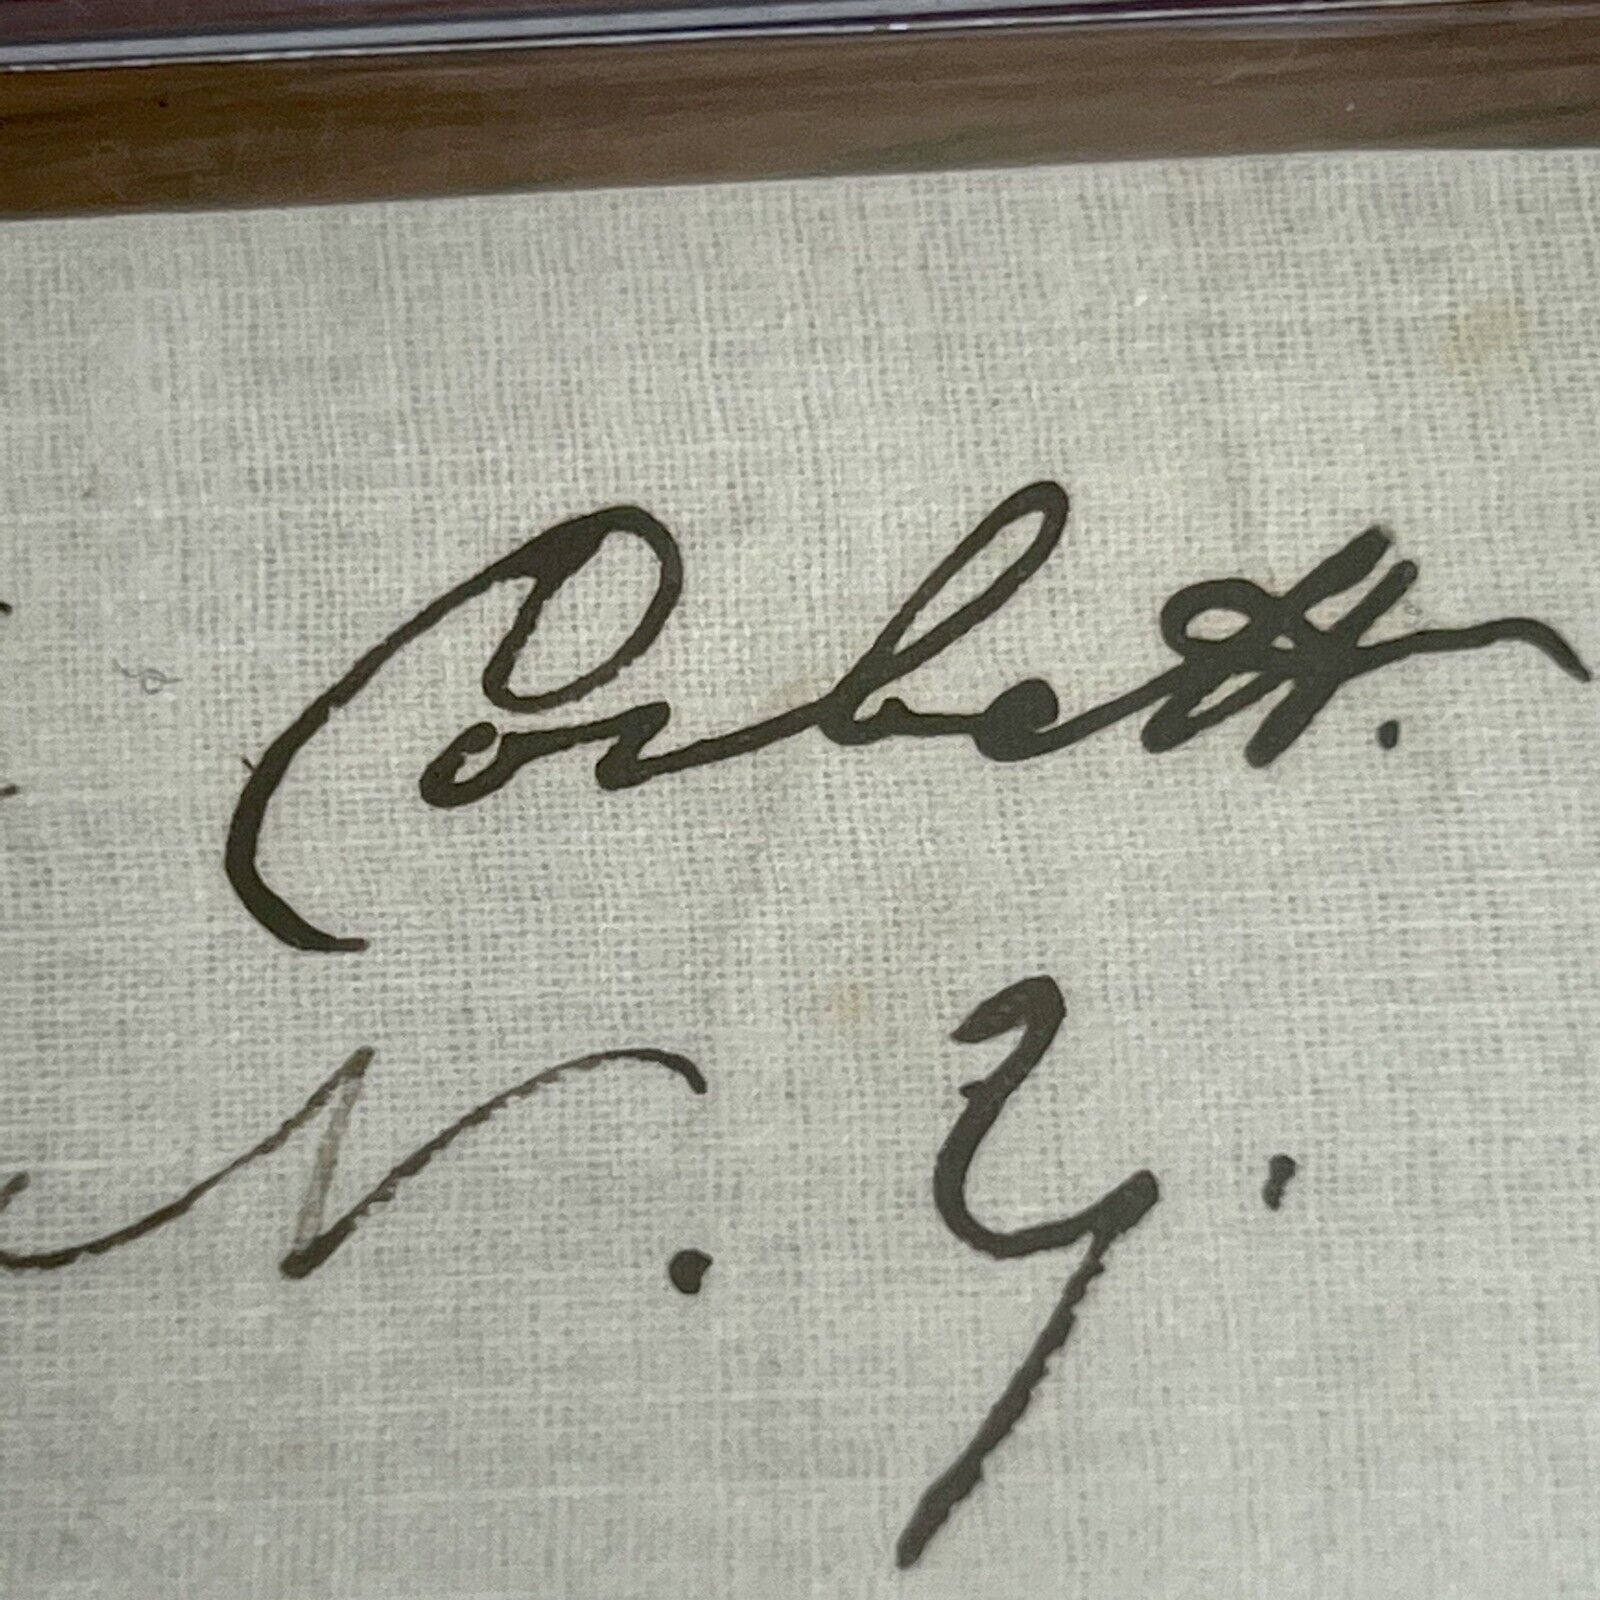 Corbett.
N. Y.